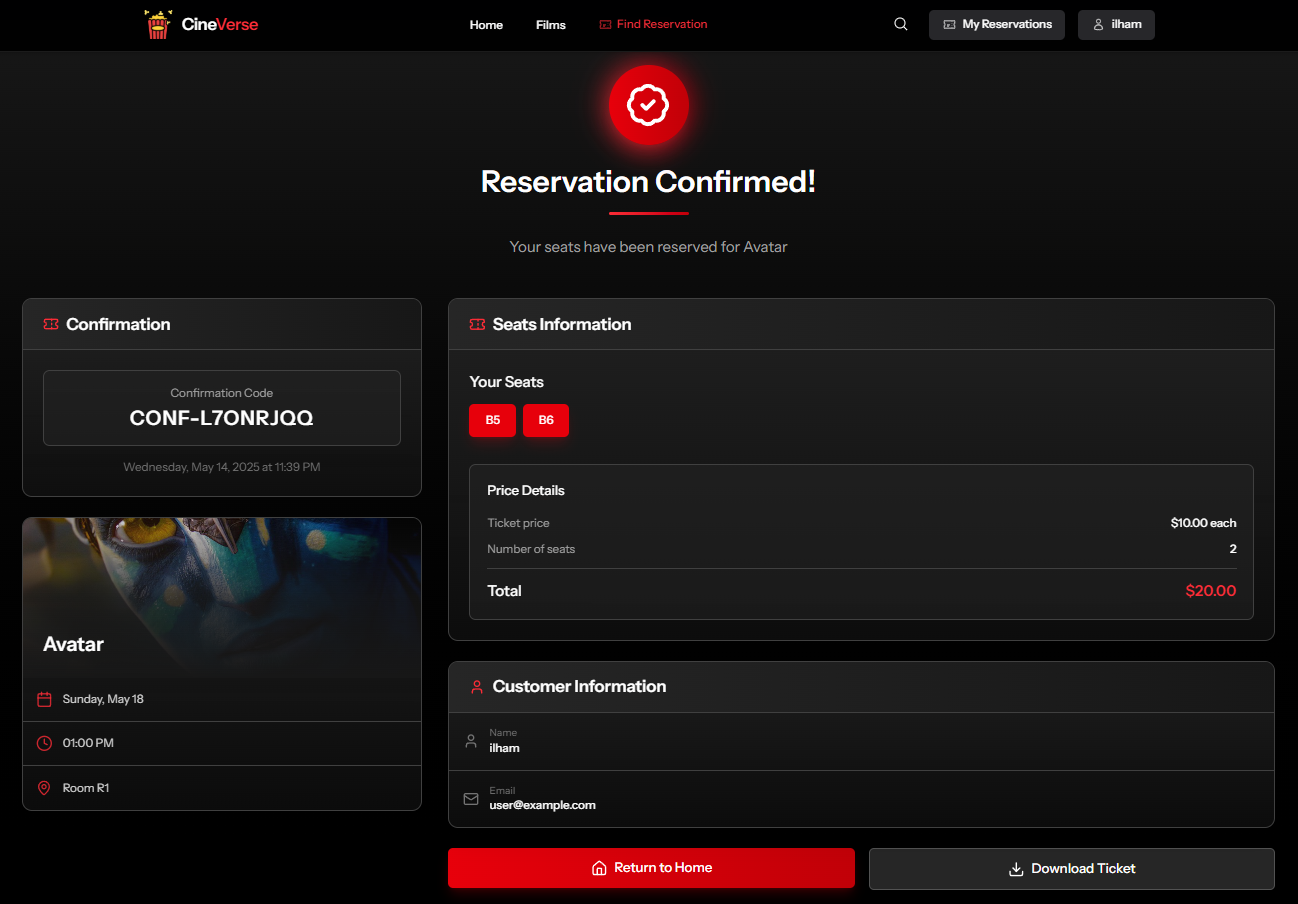 CineVerse
Home
Films
Find Reservation
My Reservations
ilham
Reservation Confirmed!
Your seats have been reserved for Avatar
Confirmation
Confirmation Code
CONF-L7ONRJQQ
Wednesday, May 14, 2025 at 11:39 PM
Avatar
Sunday, May 18
01:00 PM
Room R1
Seats Information
Your Seats
B5
B6
Price Details
Ticket price
$10.00 each
Number of seats
2
Total
$20.00
Customer Information
Name
ilham
Email
user@example.com
Return to Home
Download Ticket